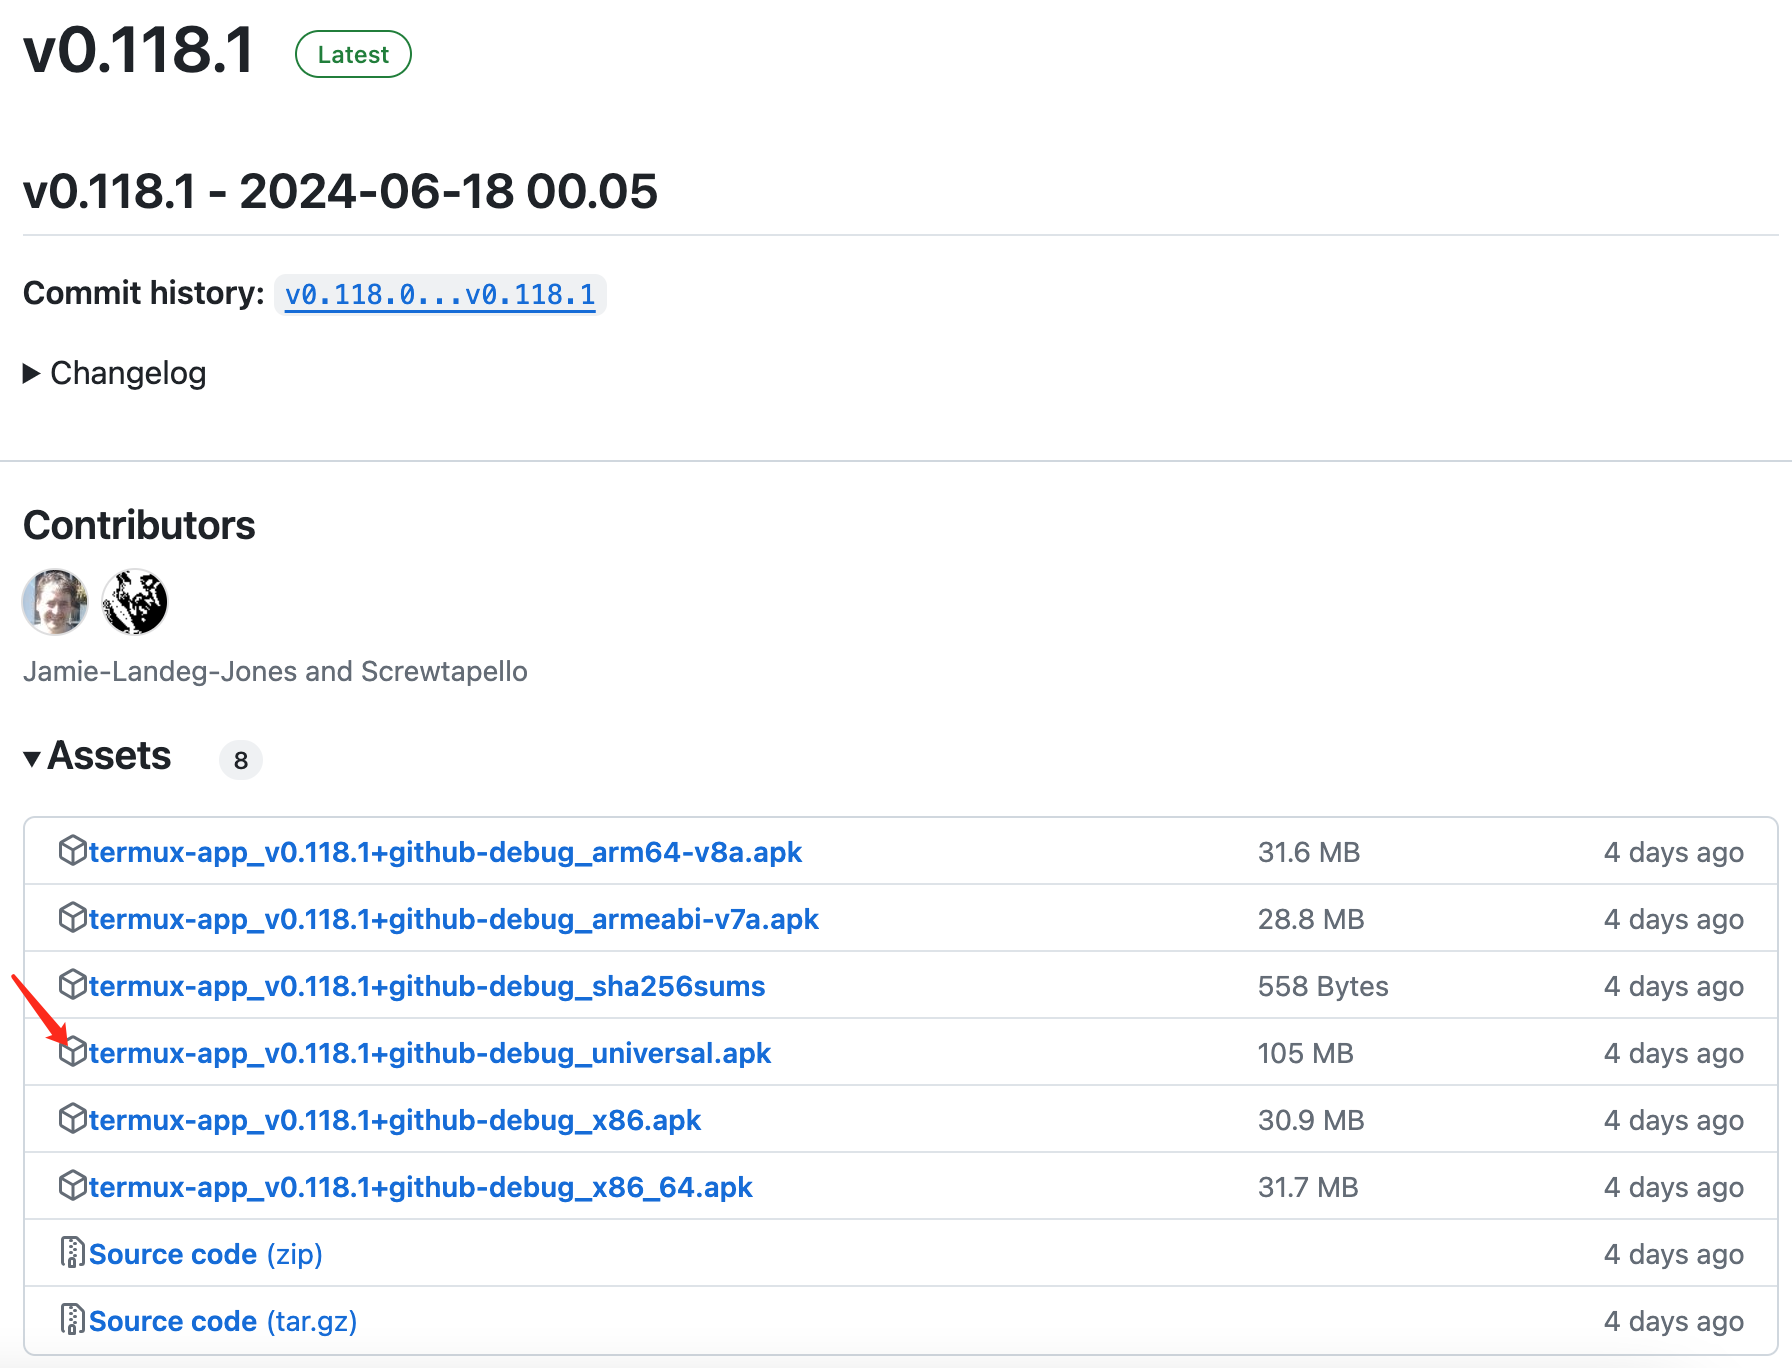 v0.118.1 Latest
v0.118.1 - 2024-06-18 00.05
Commit history: v0.118.0...v0.118.1
Changelog
Contributors
Jamie-Landeg-Jones and Screwtapello
Assets 8
termux-app_v0.118.1+github-debug_arm64-v8a.apk 31.6 MB 4 days ago
termux-app_v0.118.1+github-debug_armeabi-v7a.apk 28.8 MB 4 days ago
termux-app_v0.118.1+github-debug_sha256sums 558 Bytes 4 days ago
termux-app_v0.118.1+github-debug_universal.apk 105 MB 4 days ago
termux-app_v0.118.1+github-debug_x86.apk 30.9 MB 4 days ago
termux-app_v0.118.1+github-debug_x86_64.apk 31.7 MB 4 days ago
Source code (zip) 4 days ago
Source code (tar.gz) 4 days ago